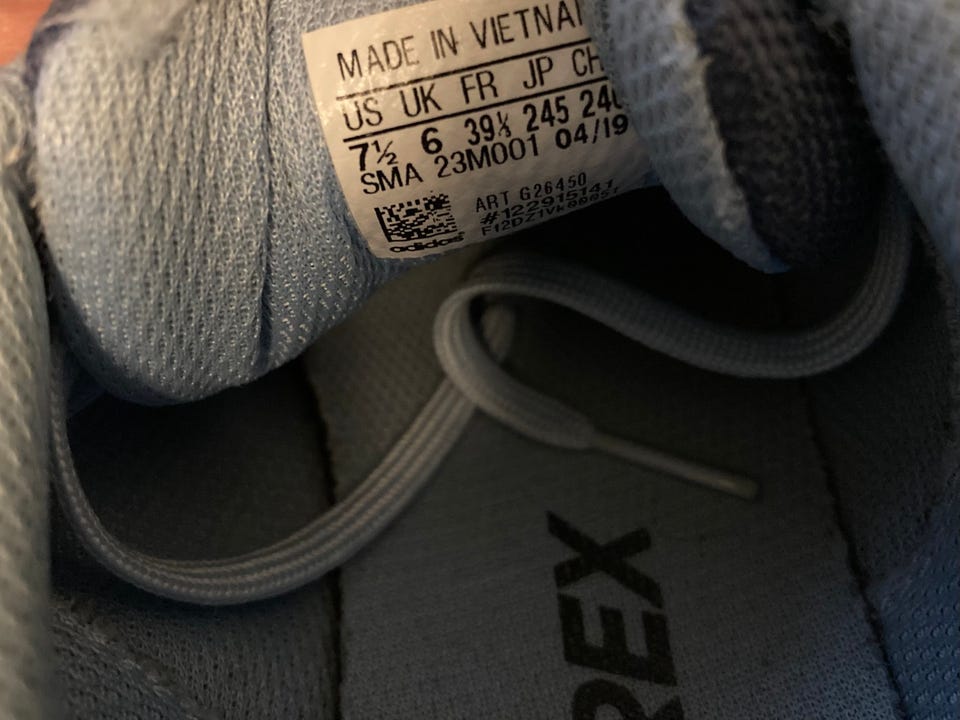 MADE IN VIETNA
US UK FR JP CH
7½ 6 39⅓ 245 240
SMA 23M001 04/19
ART G26450
#122915141
adidas
REX